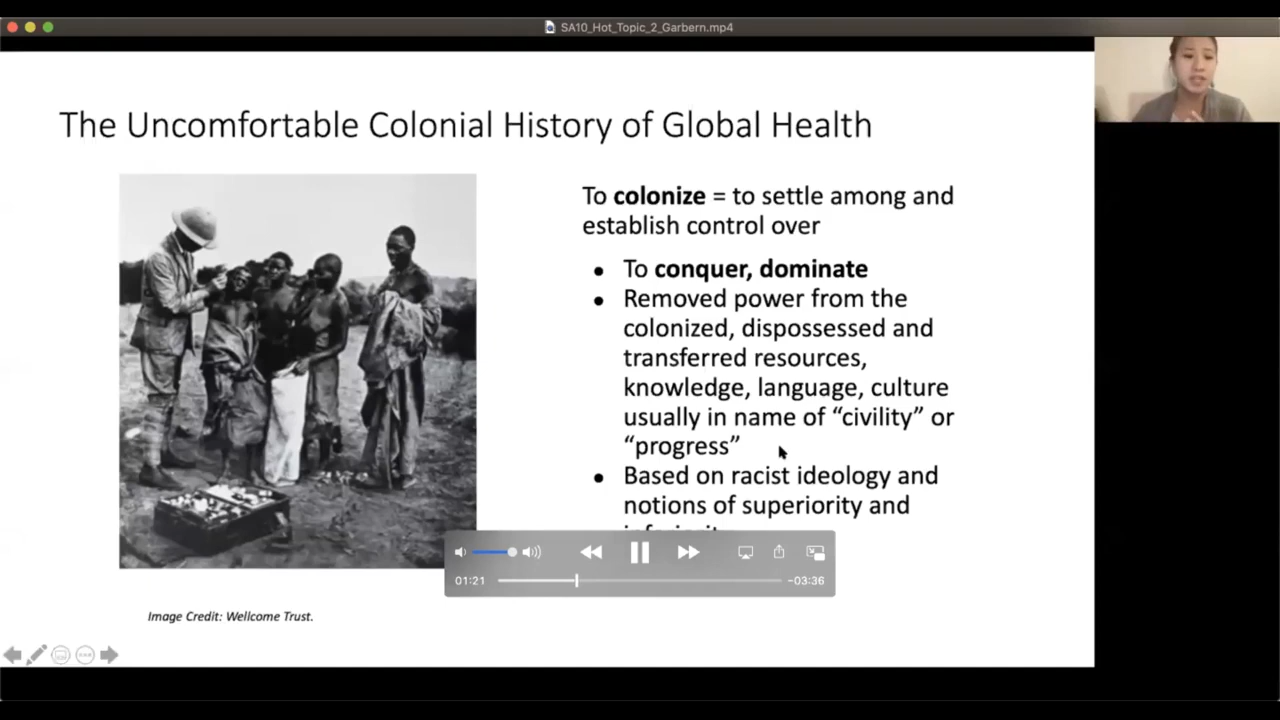 SA10_Hot_Topic_2_Garbern.mp4
The Uncomfortable Colonial History of Global Health
To colonize = to settle among and
establish control over
● To conquer, dominate
● Removed power from the
colonized, dispossessed and
transferred resources,
knowledge, language, culture
usually in name of “civility” or
“progress”
● Based on racist ideology and
notions of superiority and
01:21
−03:36
Image Credit: Wellcome Trust.